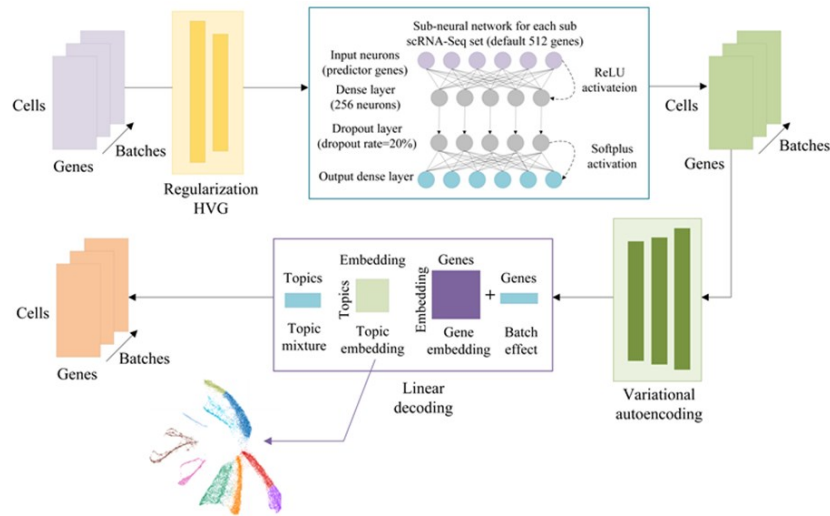 Cells
Genes
Batches
Regularization
HVG
Sub-neural network for each sub
scRNA-Seq set (default 512 genes)
Input neurons
(predictor genes)
Dense layer
(256 neurons)
Dropout layer
(dropout rate=20%)
Output dense layer
ReLU
activateion
Softplus
activation
Cells
Genes
Batches
Variational
autoencoding
Topics
Topic
mixture
Embedding
Topics
Topic
embedding
Genes
Embedding
Gene
embedding
+
Genes
Batch
effect
Linear
decoding
Cells
Genes
Batches